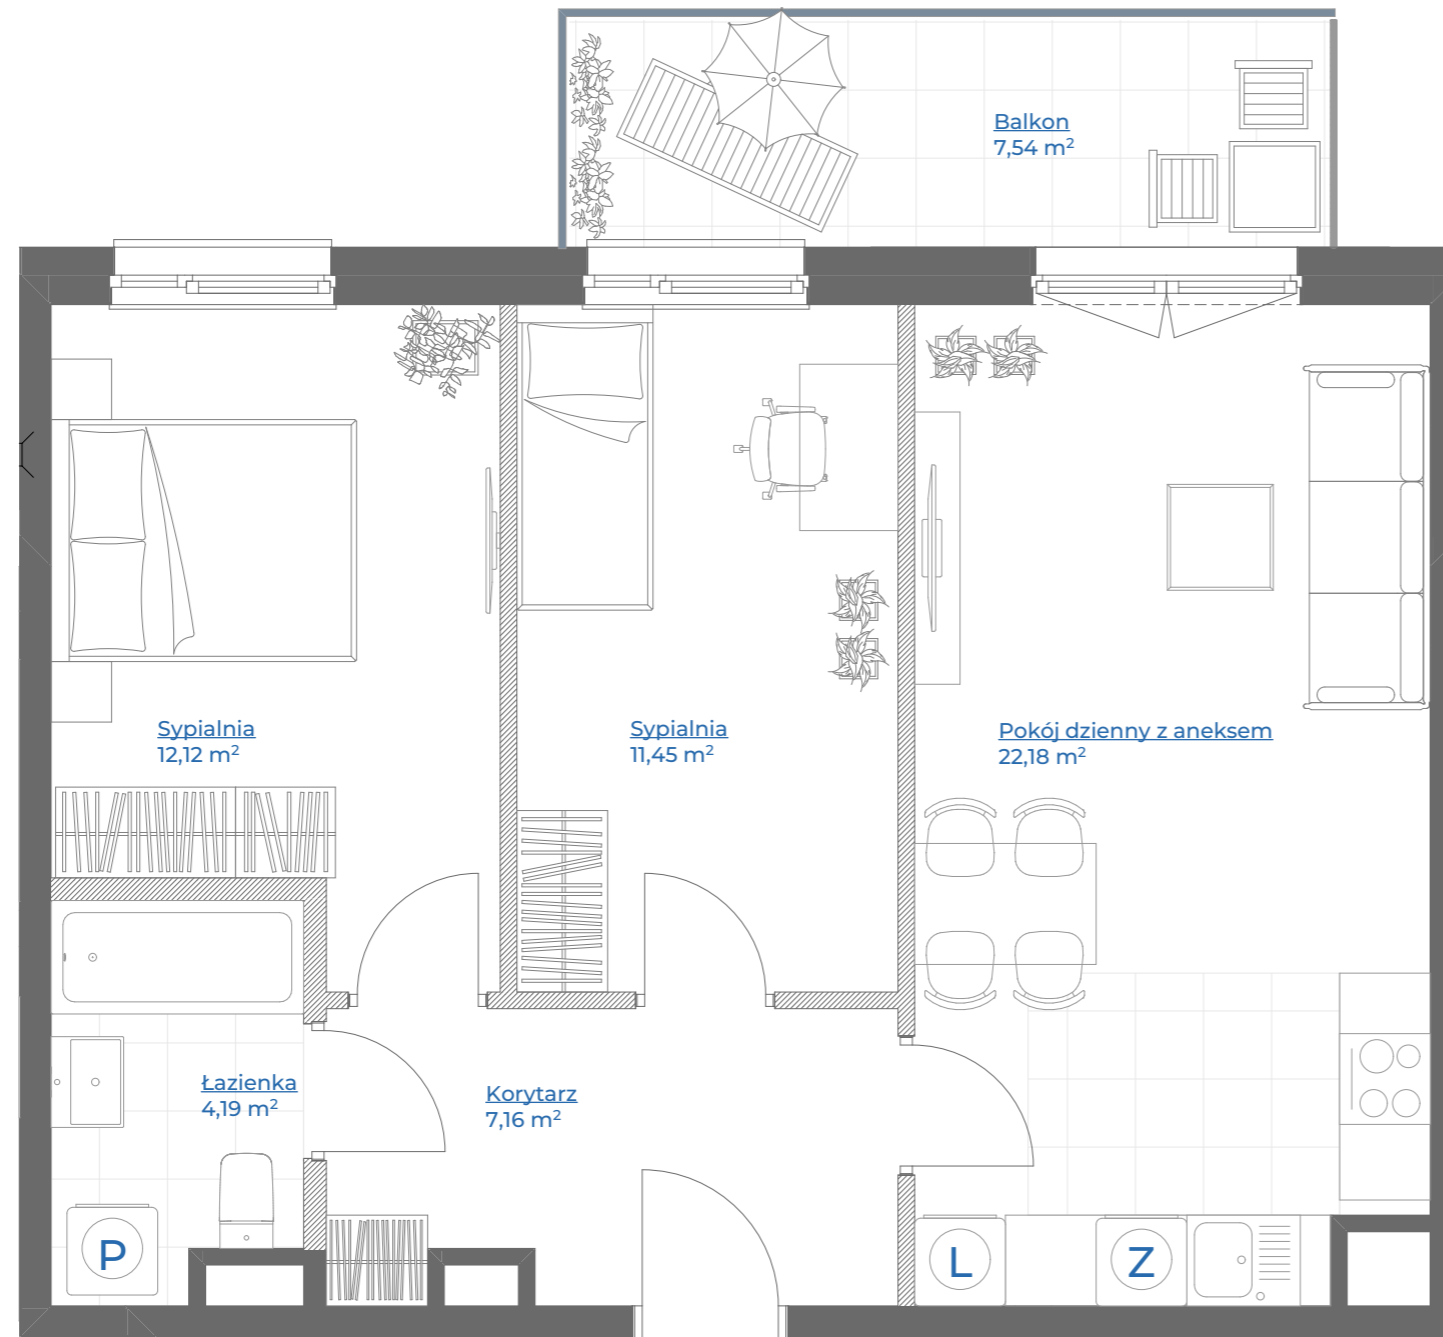 Balkon
7,54 m²
Sypialnia
12,12 m²
Sypialnia
11,45 m²
Pokój dzienny z aneksem
22,18 m²
Łazienka
4,19 m²
Korytarz
7,16 m²
P
L
Z